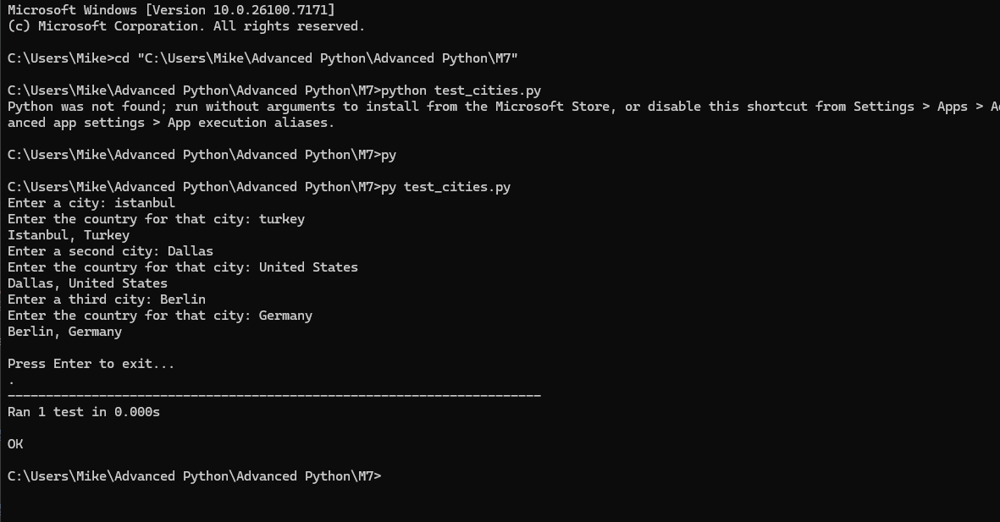 Microsoft Windows [Version 10.0.26100.7171]
(c) Microsoft Corporation. All rights reserved.
C:\Users\Mike>cd "C:\Users\Mike\Advanced Python\Advanced Python\M7"
C:\Users\Mike\Advanced Python\Advanced Python\M7>python test_cities.py
Python was not found; run without arguments to install from the Microsoft Store, or disable this shortcut from Settings > Apps >
anced app settings > App execution aliases.
C:\Users\Mike\Advanced Python\Advanced Python\M7>py
C:\Users\Mike\Advanced Python\Advanced Python\M7>py test_cities.py
Enter a city: istanbul
Enter the country for that city: turkey
Istanbul, Turkey
Enter a second city: Dallas
Enter the country for that city: United States
Dallas, United States
Enter a third city: Berlin
Enter the country for that city: Germany
Berlin, Germany
Press Enter to exit...
.
----------------------------------------------------------------------
Ran 1 test in 0.000s
OK
C:\Users\Mike\Advanced Python\Advanced Python\M7>